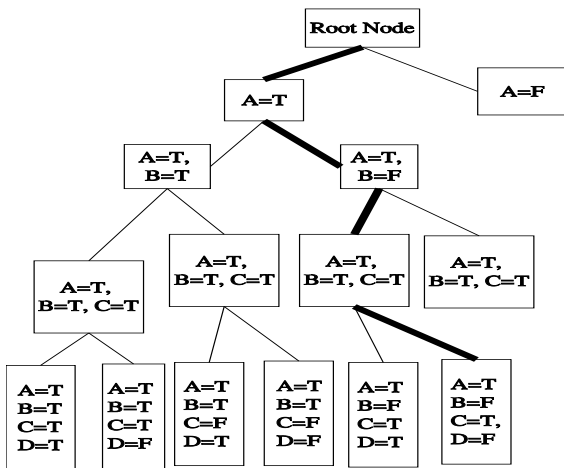 Root Node
A=T
A=F
A=T,
B=T
A=T,
B=F
A=T,
B=T, C=T
A=T,
B=T, C=T
A=T,
B=T, C=T
A=T,
B=T, C=T
A=T
B=T
C=T
D=T
A=T
B=T
C=T
D=F
A=T
B=T
C=F
D=T
A=T
B=T
C=F
D=F
A=T
B=F
C=T
D=T
A=T
B=F
C=T,
D=F